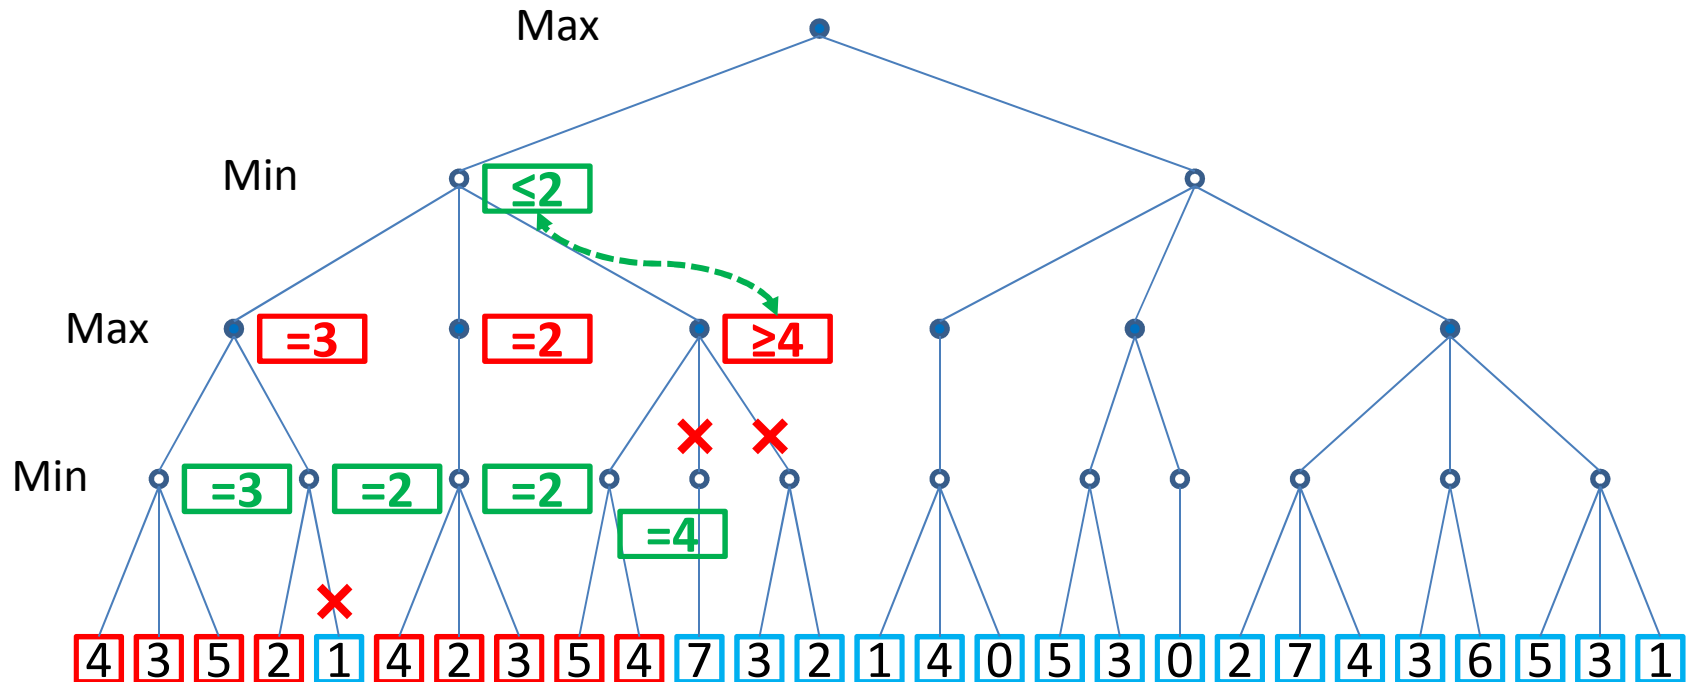 Max
Min ≤2
Max =3 =2 ≥4
Min =3 =2 =2 =4
4 3 5 2 1 4 2 3 5 4 7 3 2 1 4 0 5 3 0 2 7 4 3 6 5 3 1